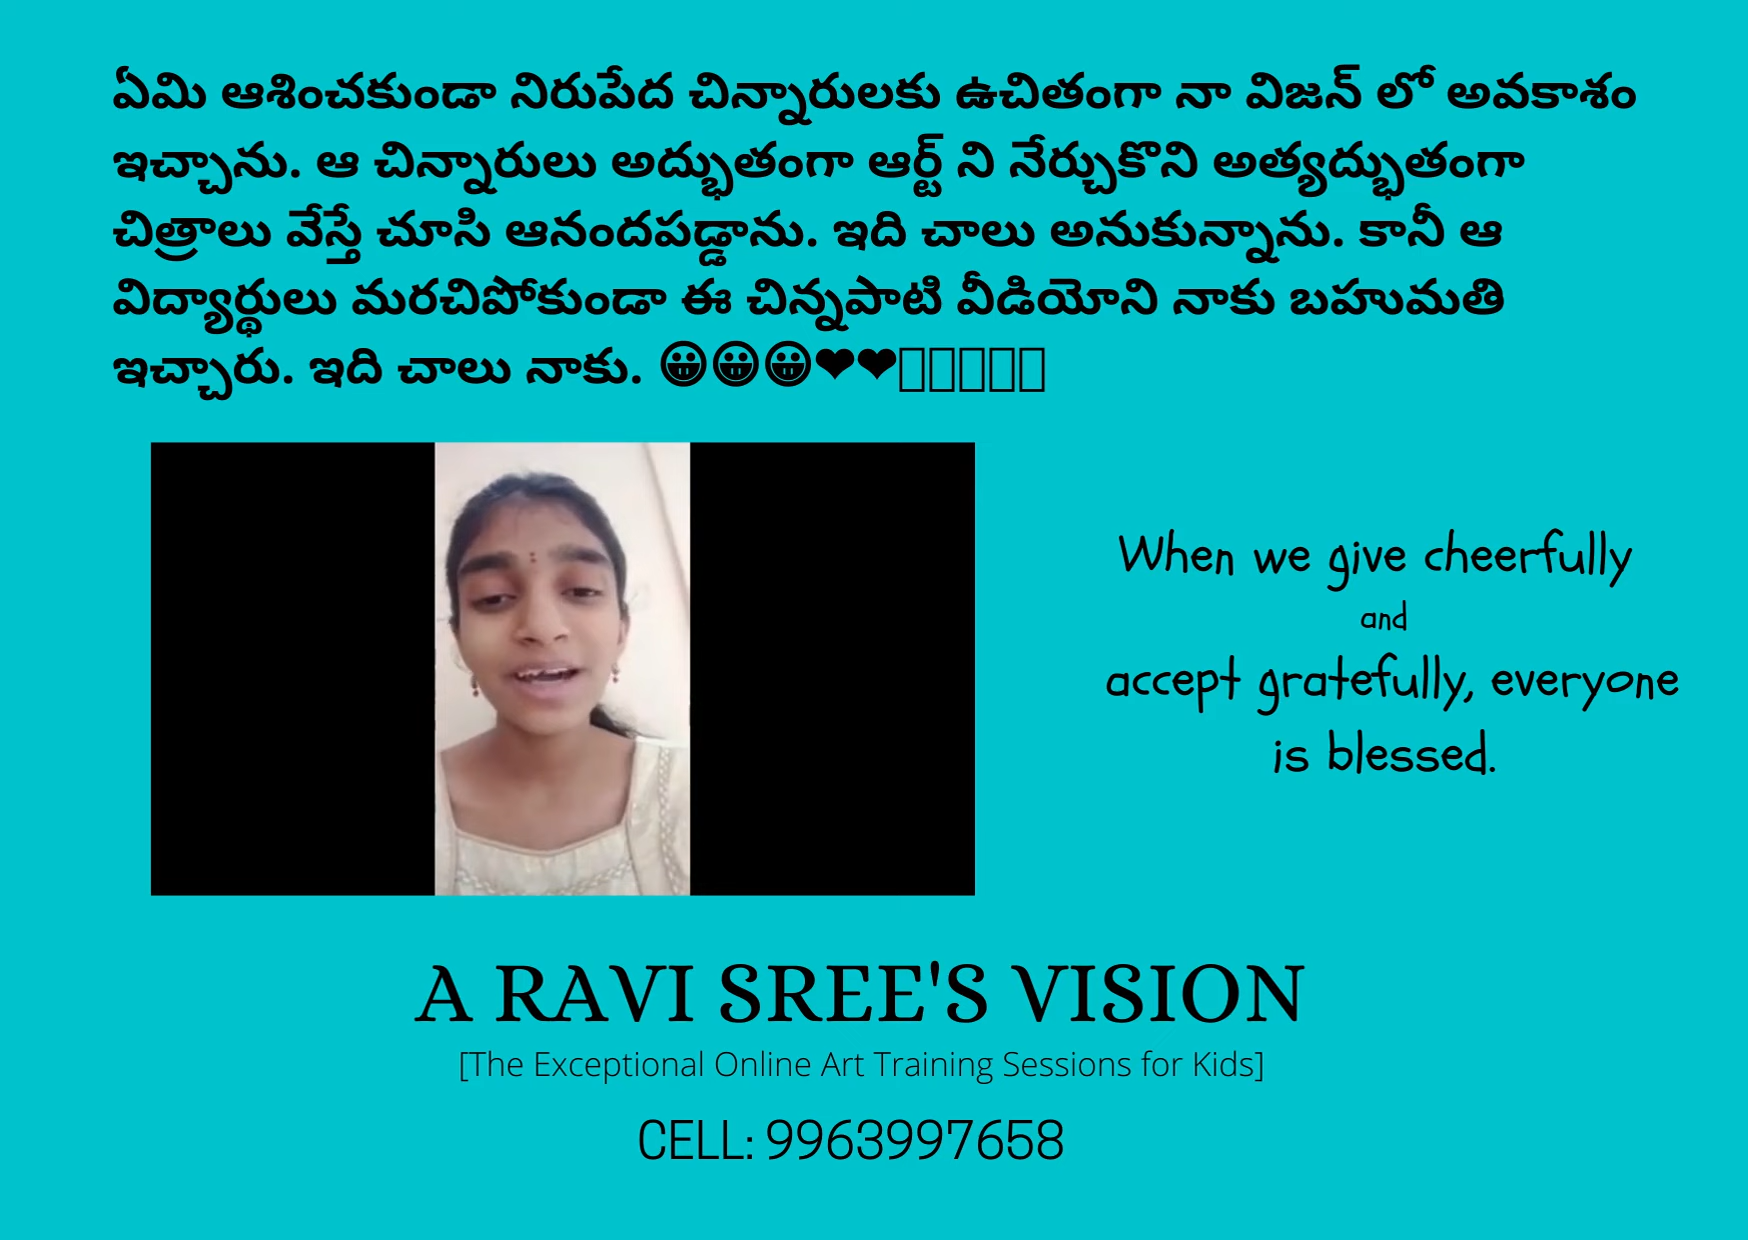 ఏమి ఆశించకుండా నిరుపేద చిన్నారులకు ఉచితంగా నా విజన్ లో అవకాశం
ఇచ్చాను. ఆ చిన్నారులు అద్భుతంగా ఆర్ట్ ని నేర్చుకొని అత్యద్భుతంగా
చిత్రాలు వేస్తే చూసి ఆనందపడ్డాను. ఇది చాలు అనుకున్నాను. కానీ ఆ
విద్యార్థులు మరచిపోకుండా ఈ చిన్నపాటి వీడియోని నాకు బహుమతి
ఇచ్చారు. ఇది చాలు నాకు. 😀😀😀❤❤
When we give cheerfully
and
accept gratefully, everyone
is blessed.
A RAVI SREE'S VISION
[The Exceptional Online Art Training Sessions for Kids]
CELL: 9963997658